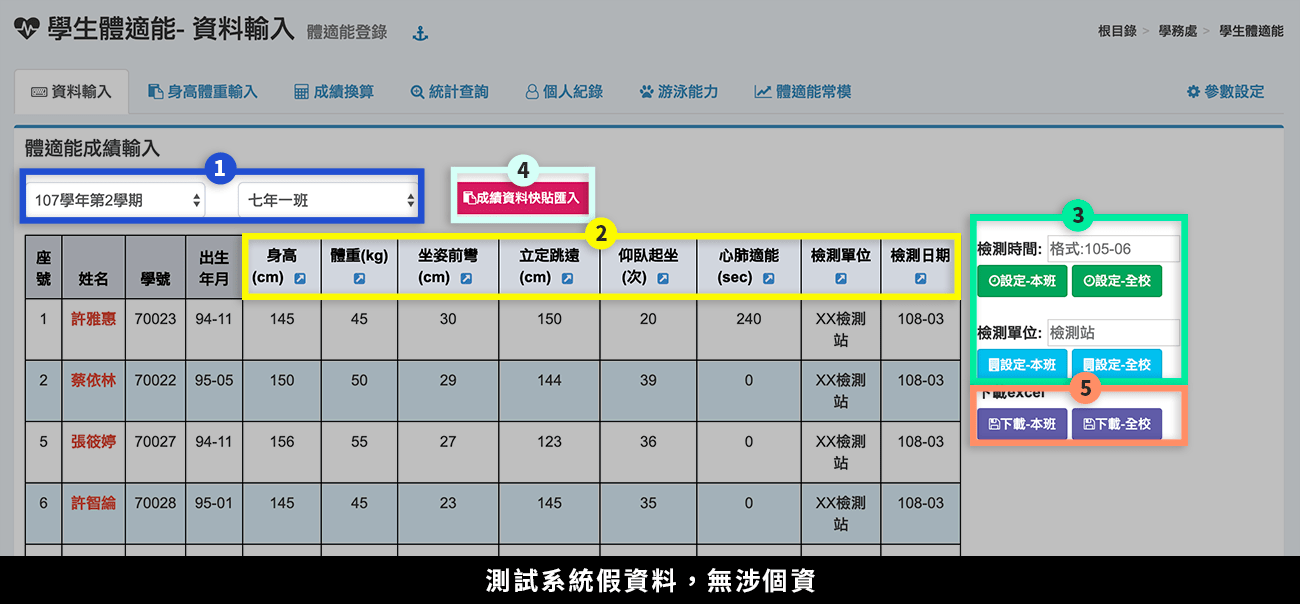 學生體適能- 資料輸入 體適能登錄
根目錄 > 學務處 > 學生體適能
資料輸入 身高體重輸入 成績換算 統計查詢 個人紀錄 游泳能力 體適能常模 參數設定
體適能成績輸入
1
107學年第2學期 七年一班
4
成績資料快貼匯入
2
座號 姓名 學號 出生年月 身高(cm) 體重(kg) 坐姿前彎(cm) 立定跳遠(cm) 仰臥起坐(次) 心肺適能(sec) 檢測單位 檢測日期
1 許雅惠 70023 94-11 145 45 30 150 20 240 XX檢測站 108-03
2 蔡依林 70022 95-05 150 50 29 144 39 0 XX檢測站 108-03
5 張筱婷 70027 94-11 156 55 27 123 36 0 XX檢測站 108-03
6 許智綸 70028 95-01 145 45 23 145 35 0 XX檢測站 108-03
3
檢測時間: 格式:105-06
設定-本班 設定-全校
檢測單位: 檢測站
設定-本班 設定-全校
5
下載excel
下載-本班 下載-全校
測試系統假資料，無涉個資